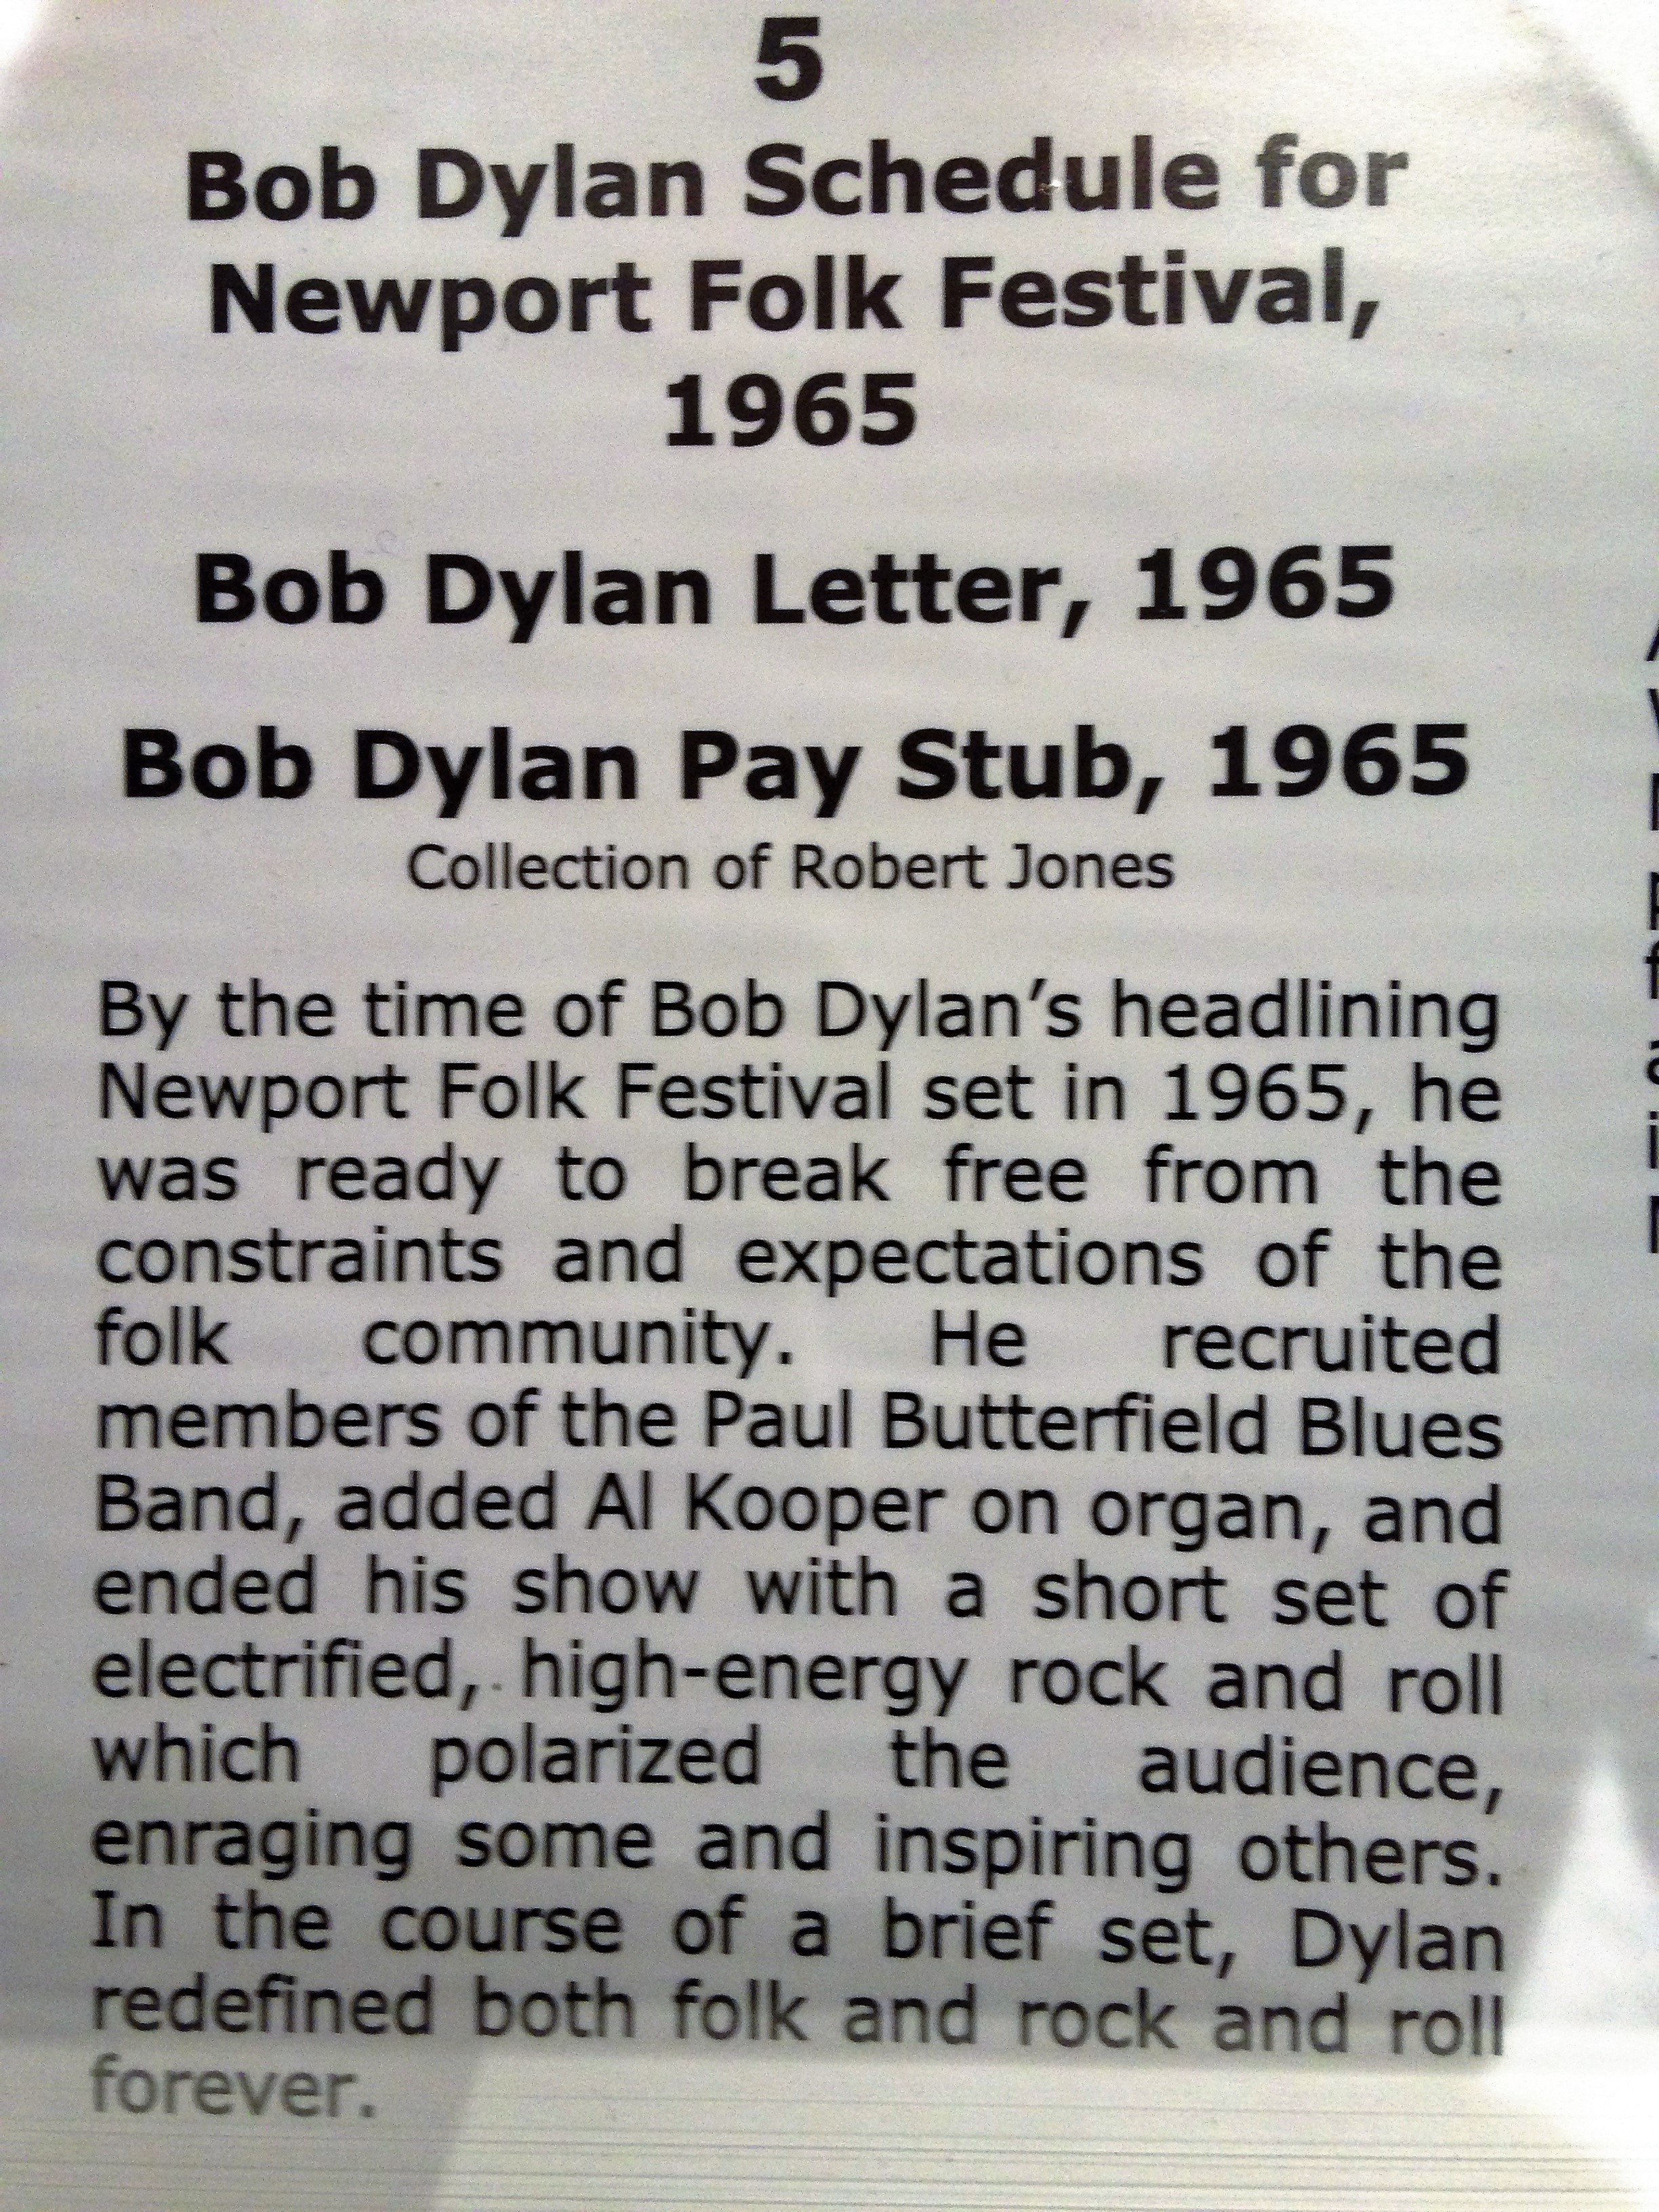 5
Bob Dylan Schedule for
Newport Folk Festival,
1965
Bob Dylan Letter, 1965
Bob Dylan Pay Stub, 1965
Collection of Robert Jones
By the time of Bob Dylan’s headlining
Newport Folk Festival set in 1965, he
was ready to break free from the
constraints and expectations of the
folk community. He recruited
members of the Paul Butterfield Blues
Band, added Al Kooper on organ, and
ended his show with a short set of
electrified, high-energy rock and roll
which polarized the audience,
enraging some and inspiring others.
In the course of a brief set, Dylan
redefined both folk and rock and roll
forever.